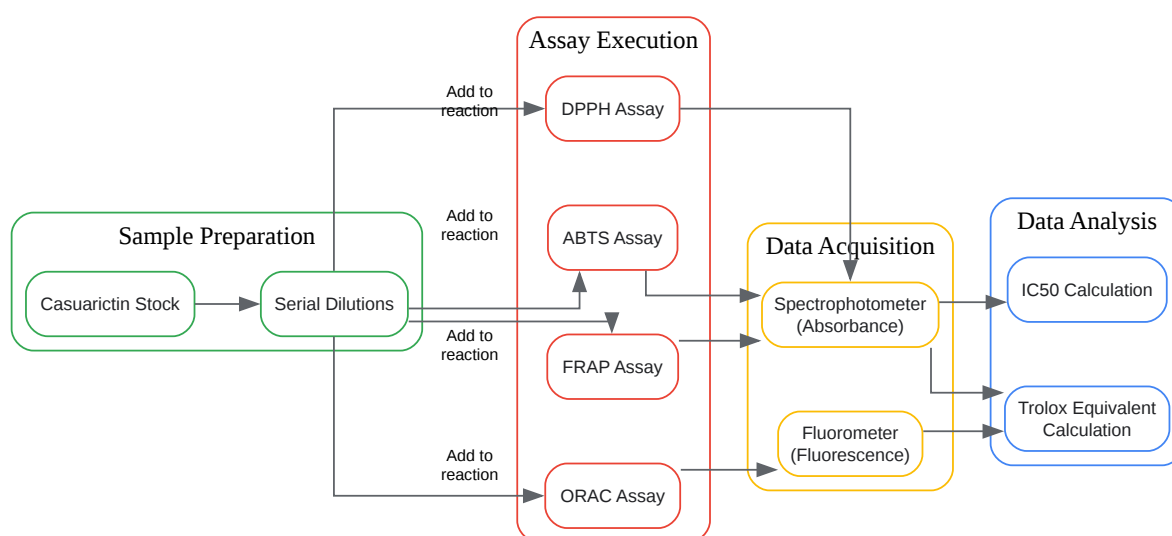 Sample Preparation
Casuarictin Stock
Serial Dilutions
Add to
reaction
Add to
reaction
Add to
reaction
Add to
reaction
Assay Execution
DPPH Assay
ABTS Assay
FRAP Assay
ORAC Assay
Data Acquisition
Spectrophotometer
(Absorbance)
Fluorometer
(Fluorescence)
Data Analysis
IC50 Calculation
Trolox Equivalent
Calculation